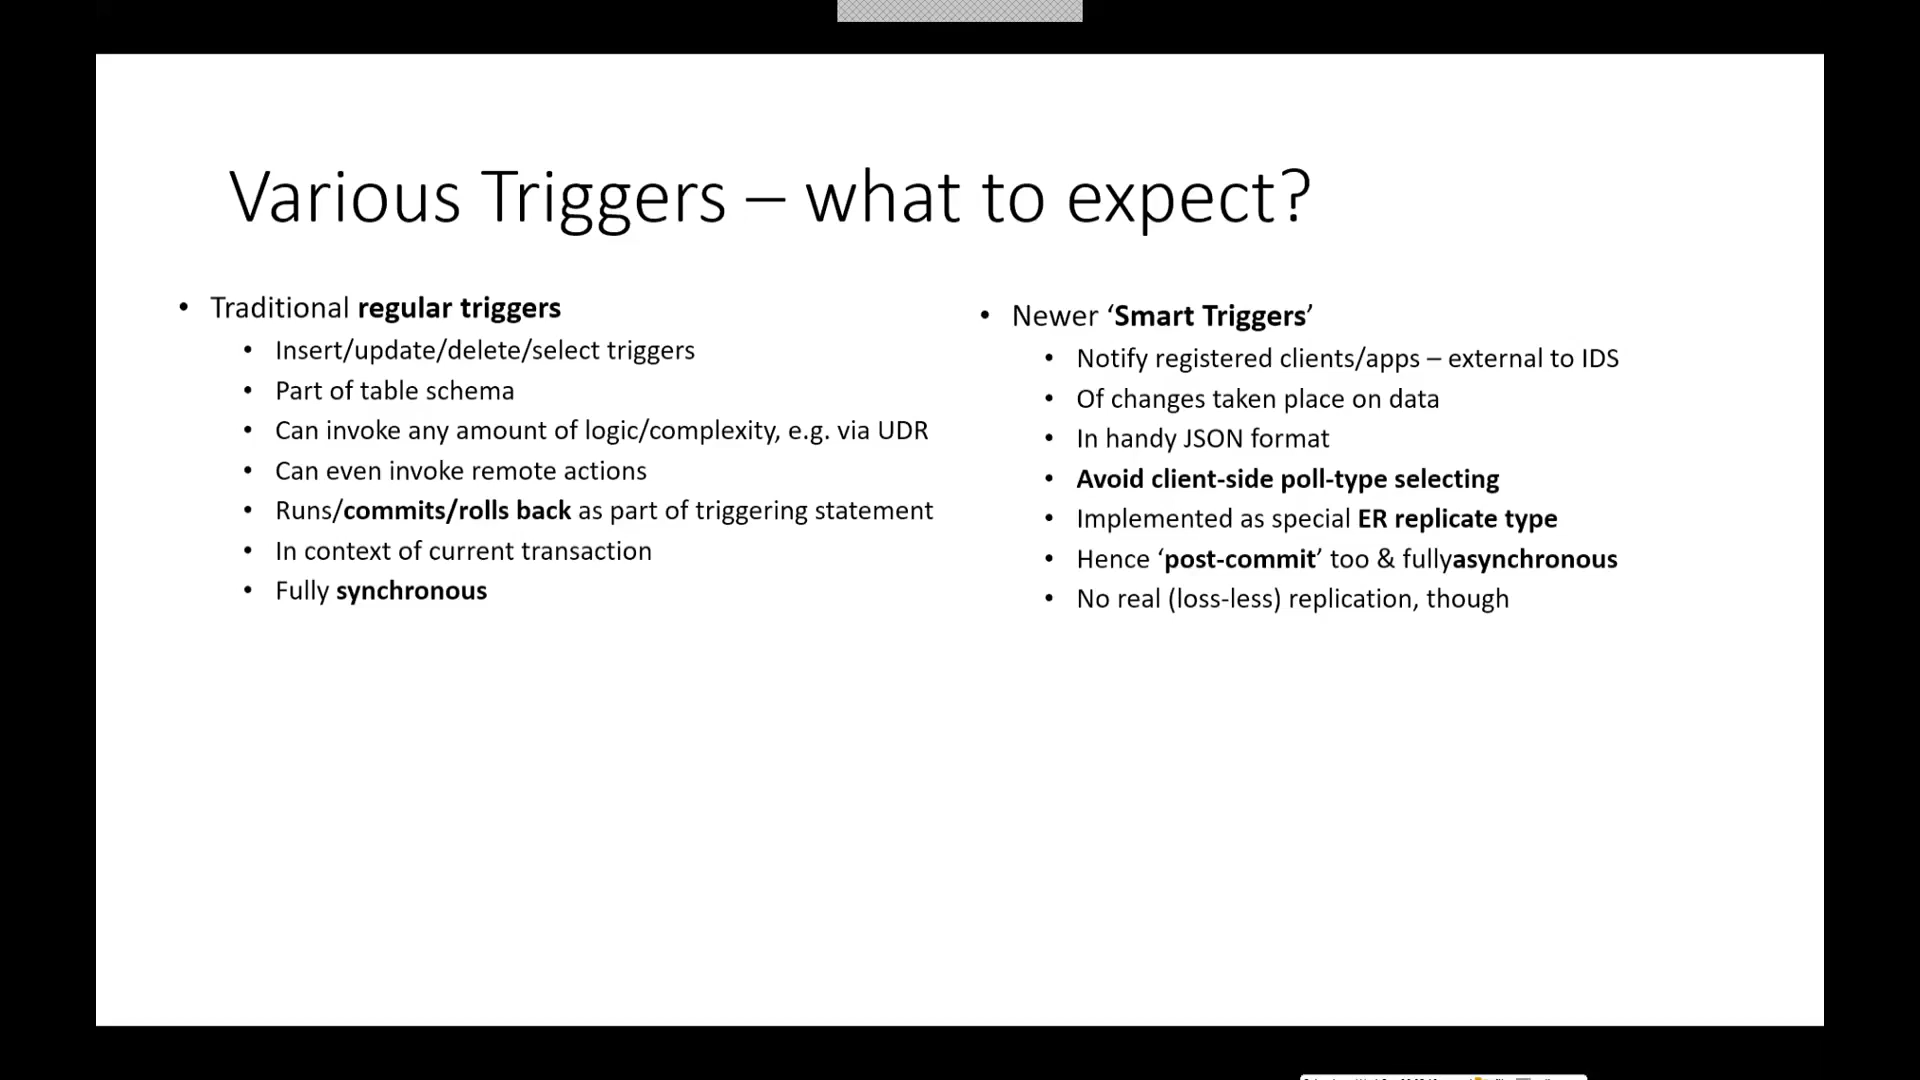 Various Triggers – what to expect?
• Traditional regular triggers
• Insert/update/delete/select triggers
• Part of table schema
• Can invoke any amount of logic/complexity, e.g. via UDR
• Can even invoke remote actions
• Runs/commits/rolls back as part of triggering statement
• In context of current transaction
• Fully synchronous
• Newer ‘Smart Triggers’
• Notify registered clients/apps – external to IDS
• Of changes taken place on data
• In handy JSON format
• Avoid client-side poll-type selecting
• Implemented as special ER replicate type
• Hence ‘post-commit’ too & fullyasynchronous
• No real (loss-less) replication, though